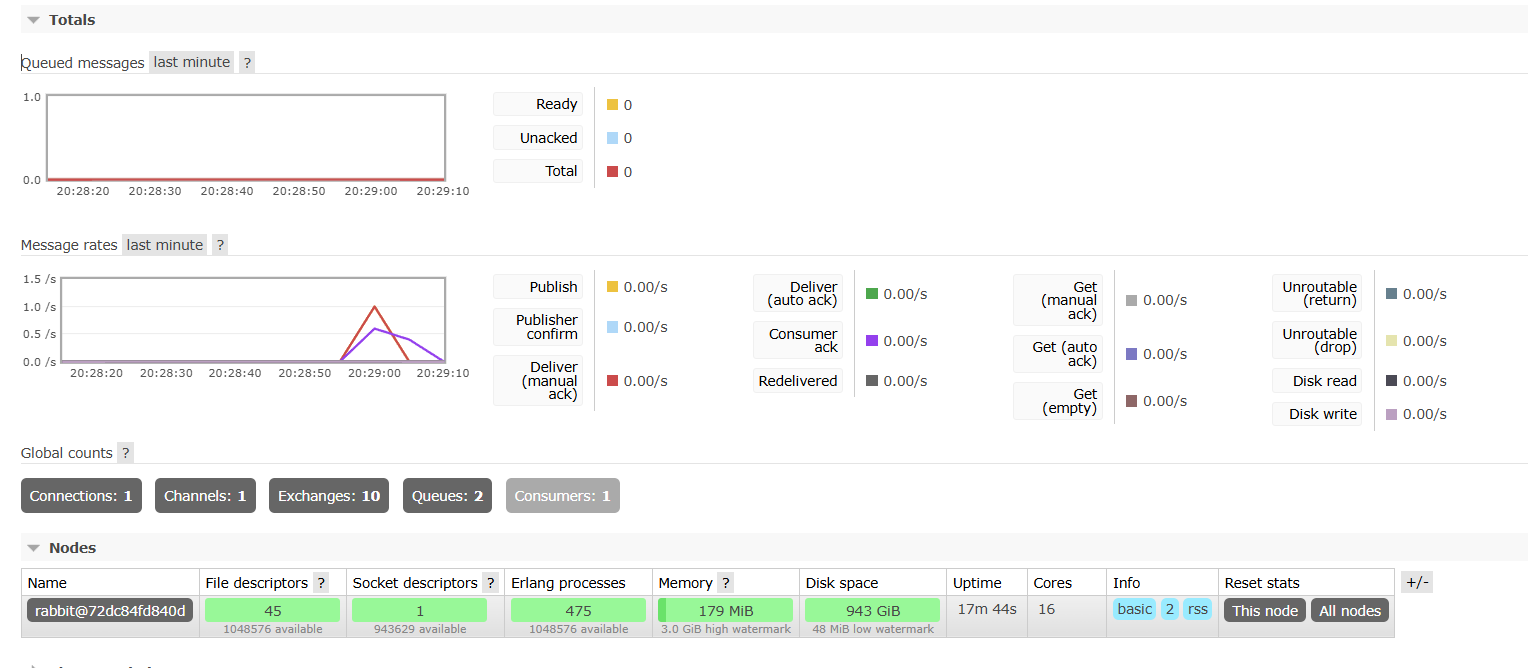 Totals
Queued messages last minute ?
1.0
0.0
20:28:20 20:28:30 20:28:40 20:28:50 20:29:00 20:29:10
Ready 0
Unacked 0
Total 0
Message rates last minute ?
1.5 /s
1.0 /s
0.5 /s
0.0 /s
20:28:20 20:28:30 20:28:40 20:28:50 20:29:00 20:29:10
Publish 0.00/s
Publisher
confirm 0.00/s
Deliver
(manual
ack) 0.00/s
Deliver
(auto ack) 0.00/s
Consumer
ack 0.00/s
Redelivered 0.00/s
Get
(manual
ack) 0.00/s
Get (auto
ack) 0.00/s
Get
(empty) 0.00/s
Unroutable
(return) 0.00/s
Unroutable
(drop) 0.00/s
Disk read 0.00/s
Disk write 0.00/s
Global counts ?
Connections: 1 Channels: 1 Exchanges: 10 Queues: 2 Consumers: 1
Nodes
Name File descriptors ? Socket descriptors ? Erlang processes Memory ? Disk space Uptime Cores Info Reset stats +/-
rabbit@72dc84fd840d 45 1 475 179 MiB 943 GiB 17m 44s 16 basic 2 rss This node All nodes
1048576 available 943629 available 1048576 available 3.0 GiB high watermark 48 MiB low watermark